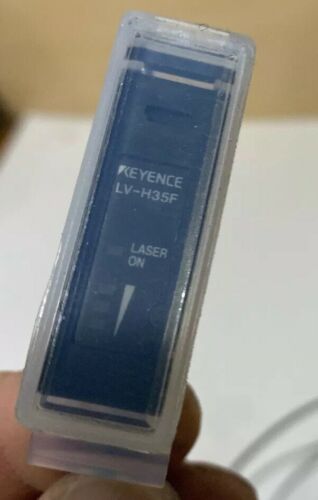 KEYENCE
LV-H35F
LASER
ON